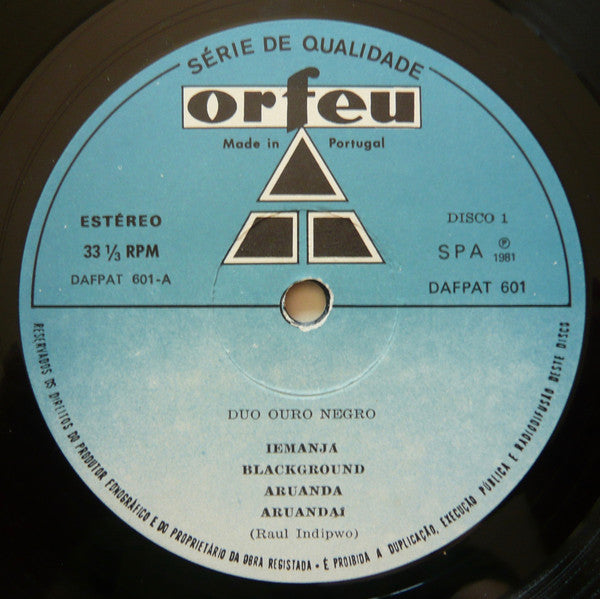 SÉRIE DE QUALIDADE
orfeu
Made in Portugal
ESTÉREO
33 ⅓ RPM
DAFPAT 601-A
DISCO 1
SPA Ⓟ 1981
DAFPAT 601
DUO OURO NEGRO
IEMANJÁ
BLACKGROUND
ARUANDA
ARUANDAÍ
(Raul Indipwo)
RESERVADOS OS DIREITOS DO PRODUTOR FONOGRÁFICO E DO PROPRIETÁRIO DA OBRA REGISTADA • É PROIBIDA A DUPLICAÇÃO, EXECUÇÃO PÚBLICA E RADIODIFUSÃO DESTE DISCO